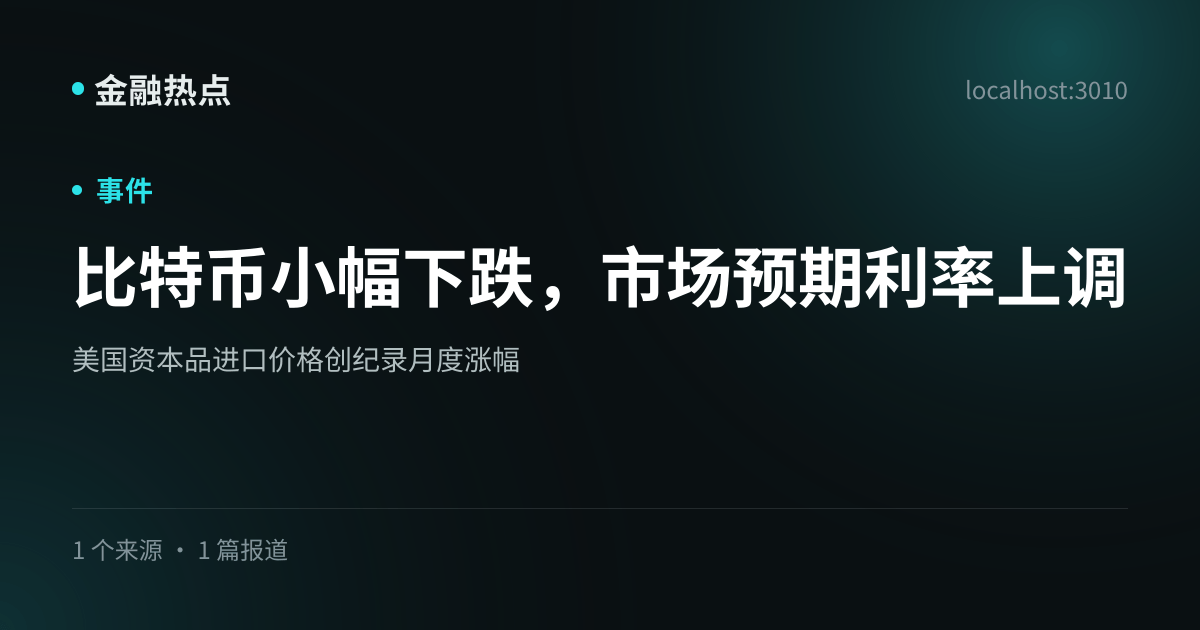 金融热点
localhost:3010
事件
比特币小幅下跌，市场预期利率上调
美国资本品进口价格创纪录月度涨幅
1 个来源 · 1 篇报道